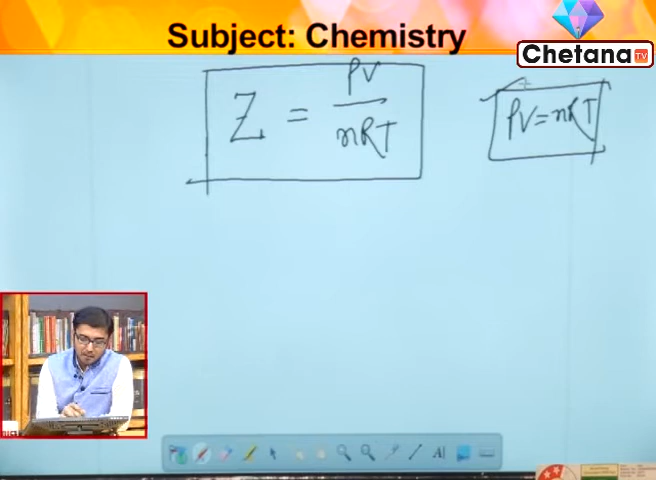 Subject: Chemistry
Chetana TV
Z = PV / nRT
PV = nRT
A